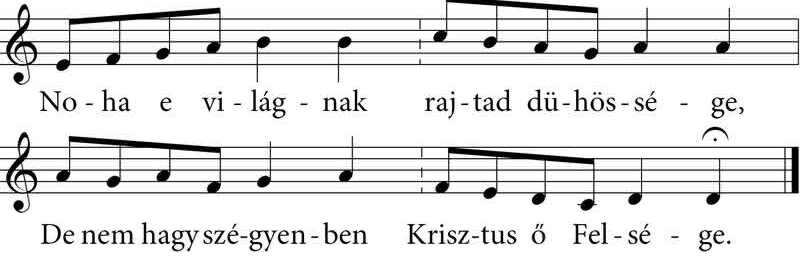 No - ha e vi - lág - nak raj - tad dü - hös - sé - ge,
De nem hagy szé - gyen - ben Krisz - tus ő Fel - sé - ge.